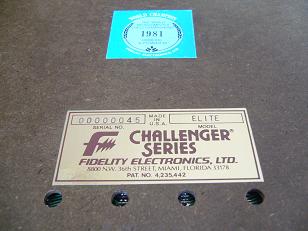 WORLD CHAMPION
1981
00000045 MADE IN U.S.A. ELITE
SERIAL NO. MODEL
CHALLENGER®
SERIES
FIDELITY ELECTRONICS, LTD.
8800 N.W. 36th STREET, MIAMI, FLORIDA 33178
PAT. NO. 4,235,442